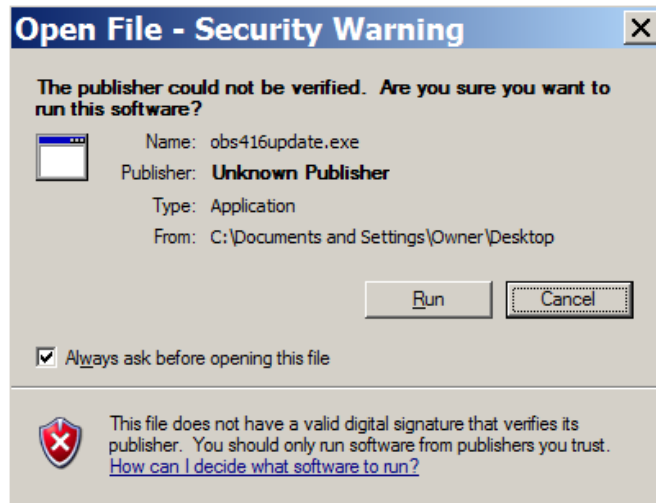 Open File - Security Warning
The publisher could not be verified. Are you sure you want to
run this software?
Name: obs416update.exe
Publisher: Unknown Publisher
Type: Application
From: C:\Documents and Settings\Owner\Desktop
Run Cancel
Always ask before opening this file
This file does not have a valid digital signature that verifies its
publisher. You should only run software from publishers you trust.
How can I decide what software to run?